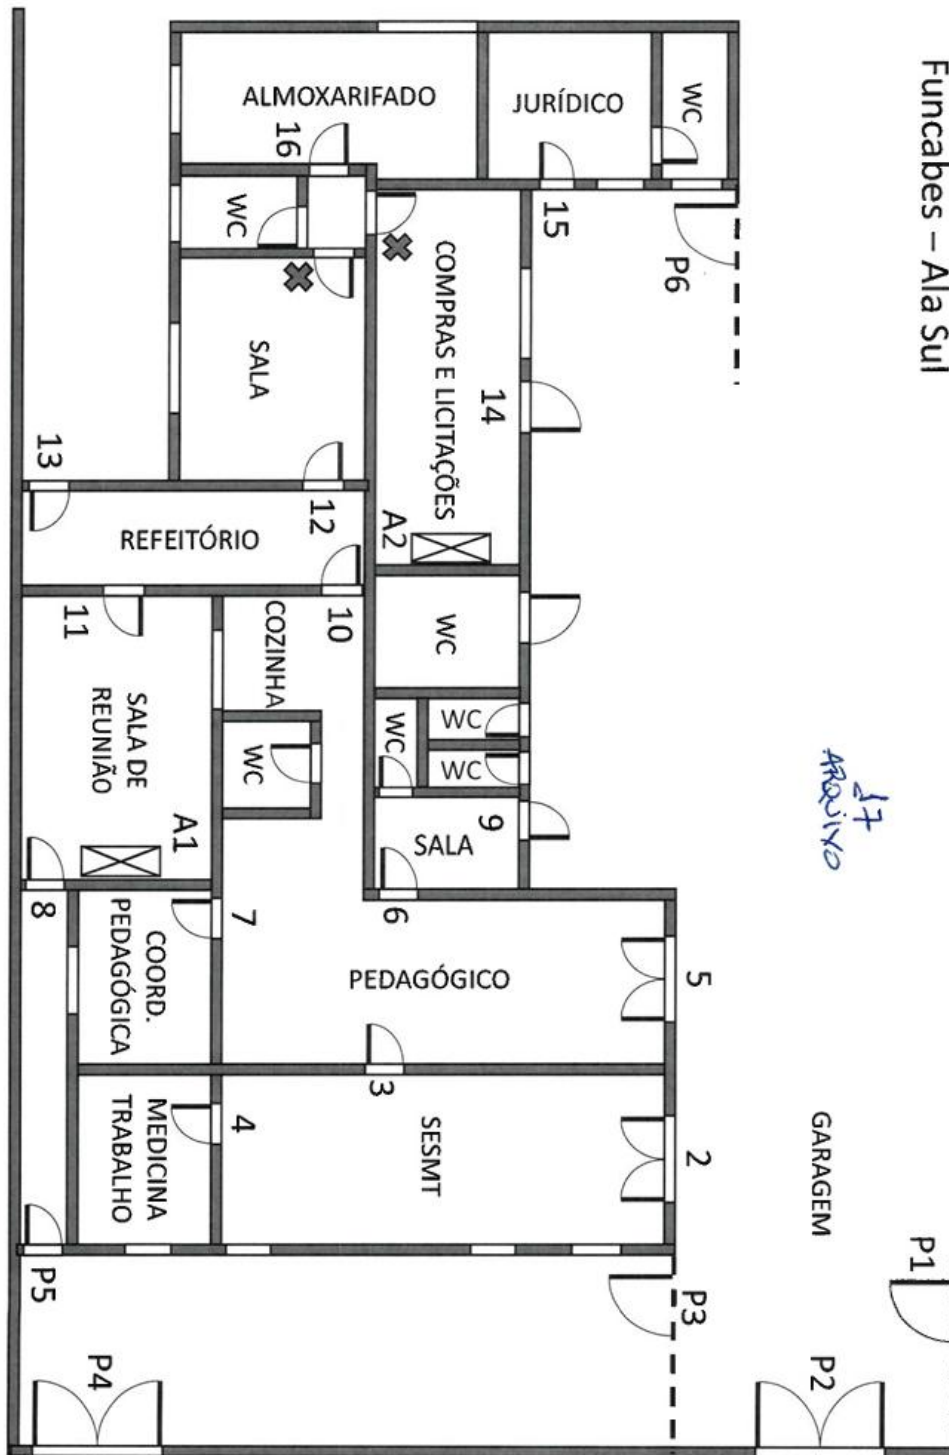 Funcabes – Ala Sul
ALMOXARIFADO
16
JURÍDICO
WC
15
P6
WC
SALA
COMPRAS E LICITAÇÕES
14
A2
13
12
REFEITÓRIO
11
10
COZINHA
WC
SALA DE
REUNIÃO
A1
WC
WC
WC
WC
SALA
9
17
ARQUIVO
8
7
6
5
COORD.
PEDAGÓGICA
PEDAGÓGICO
3
4
2
MEDICINA
TRABALHO
SESMT
GARAGEM
P1
P2
P3
P4
P5